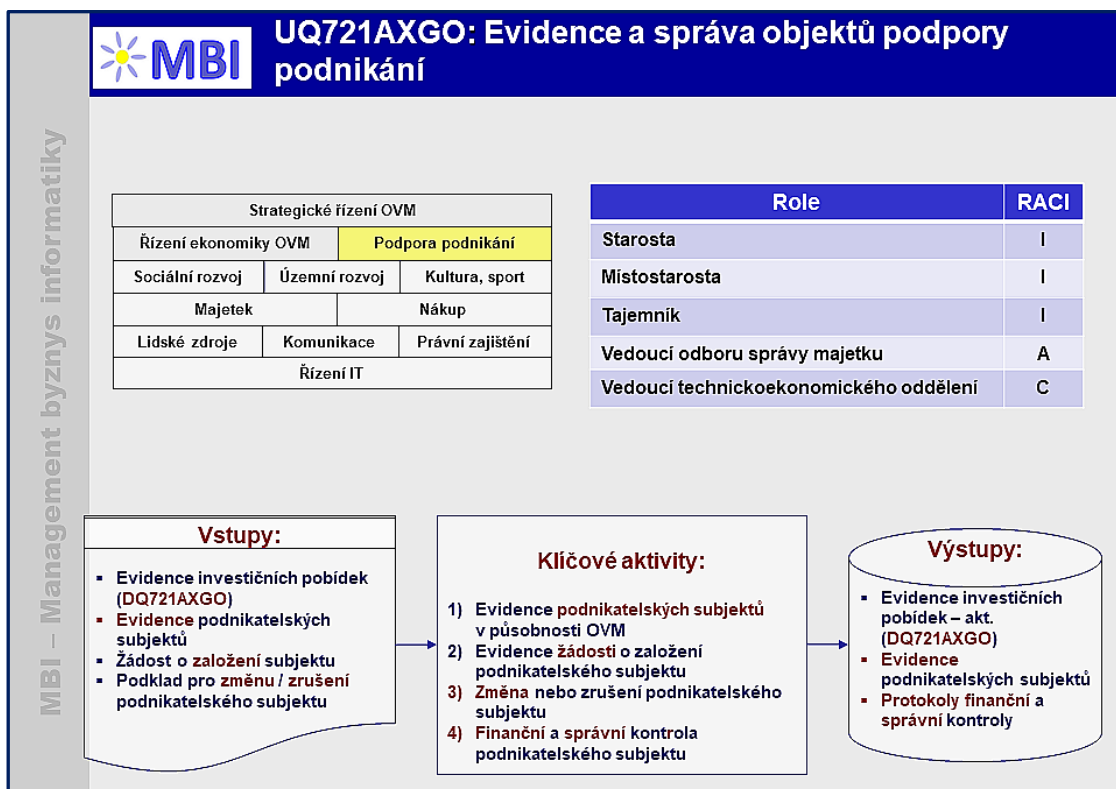 MBI
UQ721AXGO: Evidence a správa objektů podpory
podnikání
MBI – Management byznys informatiky
Strategické řízení OVM
Řízení ekonomiky OVM
Podpora podnikání
Sociální rozvoj
Územní rozvoj
Kultura, sport
Majetek
Nákup
Lidské zdroje
Komunikace
Právní zajištění
Řízení IT
Role RACI
Starosta I
Místostarosta I
Tajemník I
Vedoucí odboru správy majetku A
Vedoucí technickoekonomického oddělení C
Vstupy:
▪ Evidence investičních pobídek
(DQ721AXGO)
▪ Evidence podnikatelských
subjektů
▪ Žádost o založení subjektu
▪ Podklad pro změnu / zrušení
podnikatelského subjektu
Klíčové aktivity:
1) Evidence podnikatelských subjektů
v působnosti OVM
2) Evidence žádosti o založení
podnikatelského subjektu
3) Změna nebo zrušení podnikatelského
subjektu
4) Finanční a správní kontrola
podnikatelského subjektu
Výstupy:
▪ Evidence investičních
pobídek – akt.
(DQ721AXGO)
▪ Evidence
podnikatelských subjektů
▪ Protokoly finanční a
správní kontroly